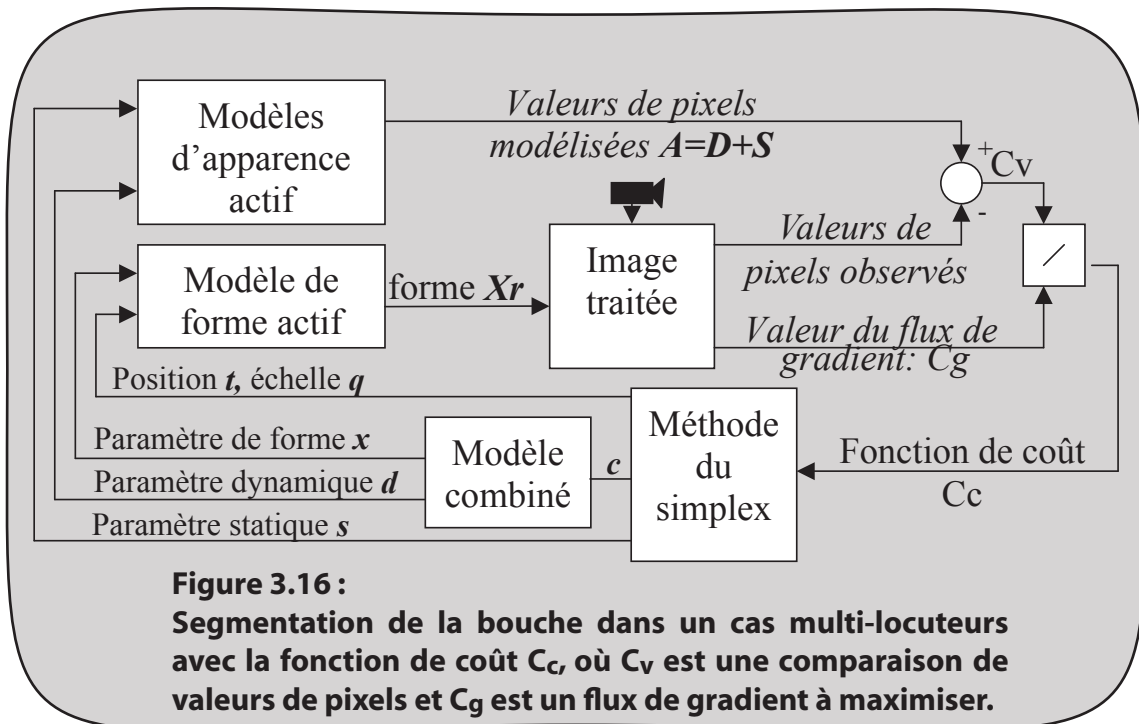 Modèles
d'apparence
actif
Valeurs de pixels
modélisées A=D+S
+
Cv
-
Modèle de
forme actif
forme Xr
Image
traitée
Valeurs de
pixels observés
/
Valeur du flux de
gradient: Cg
Position t, échelle q
Paramètre de forme x
Paramètre dynamique d
Paramètre statique s
Modèle
combiné
c
Méthode
du
simplex
Fonction de coût
Cc
Figure 3.16 :
Segmentation de la bouche dans un cas multi-locuteurs
avec la fonction de coût Cc, où Cv est une comparaison de
valeurs de pixels et Cg est un flux de gradient à maximiser.